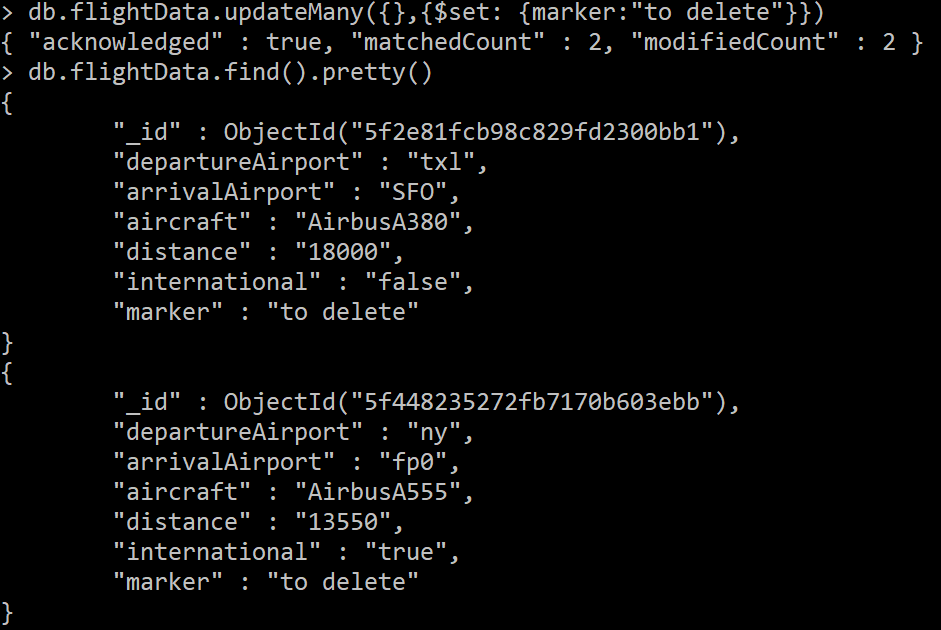 > db.flightData.updateMany({},{$set: {marker:"to delete"}})
{ "acknowledged" : true, "matchedCount" : 2, "modifiedCount" : 2 }
> db.flightData.find().pretty()
{
        "_id" : ObjectId("5f2e81fcb98c829fd2300bb1"),
        "departureAirport" : "txl",
        "arrivalAirport" : "SFO",
        "aircraft" : "AirbusA380",
        "distance" : "18000",
        "international" : "false",
        "marker" : "to delete"
}
{
        "_id" : ObjectId("5f448235272fb7170b603ebb"),
        "departureAirport" : "ny",
        "arrivalAirport" : "fp0",
        "aircraft" : "AirbusA555",
        "distance" : "13550",
        "international" : "true",
        "marker" : "to delete"
}